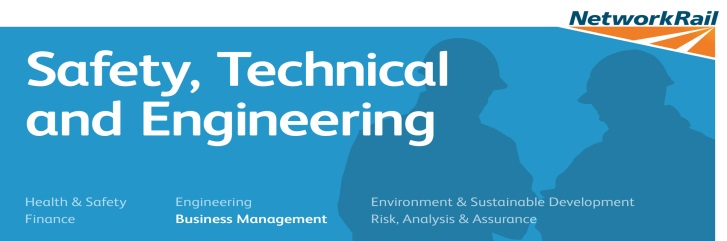 NetworkRail
Safety, Technical
and Engineering
Health & Safety
Finance
Engineering
Business Management
Environment & Sustainable Development
Risk, Analysis & Assurance